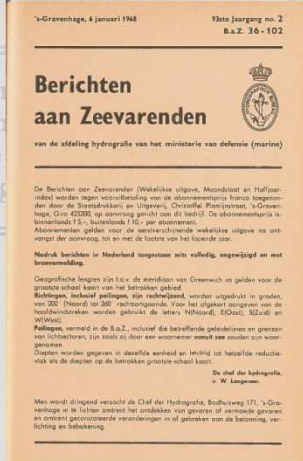 's-Gravenhage, 6 januari 1968
93ste Jaargang no. 2
B.a.Z. 36 - 102
Berichten
aan Zeevarenden
van de afdeling hydrografie van het ministerie van defensie (marine)
De Berichten aan Zeevarenden (Wekelijkse uitgave, Maandstaat en Halfjaar-
index) worden tegen vooruitbetaling van de abonnementsprijs franco toegezon-
den door de Staatsdrukkerij en Uitgeverij, Christoffel Plantijnstraat, 's-Graven-
hage, Giro 425300, op aanvraag gericht aan dit bedrijf. De abonnementsprijs is:
binnenlands f 5,-, buitenlands f 10,- per abonnement.
Abonnementen gelden voor de eerstverschijnende wekelijkse uitgave na ont-
vangst der aanvraag, tot en met de laatste van het lopende jaar.
Nadruk berichten in Nederland toegestaan mits volledig, ongewijzigd en met
bronvermelding.
Geografische lengten zijn t.o.v. de meridiaan van Greenwich en gelden voor de
grootste-schaal kaart van het betrokken gebied.
Richtingen, inclusief peilingen, zijn rechtwijzend, worden uitgedrukt in graden,
van 000° (Noord) tot 360° rechtsomgaande. Voor het afgekort aangeven van de
hoofdwindstreken worden gebruikt de letters N(Noord), E(Oost), S(Zuid) en
W(West).
Peilingen, vermeld in de B.a.Z., inclusief die betreffende geleidelijnen en grenzen
van lichtsectoren, zijn zoals zij door een waarnemer vanuit zee zouden zijn waar-
genomen.
Diepten worden gegeven in dezelfde eenheid en hetzelfde reductie-
vlak als die diepten op de betrokken grootste-schaal kaart.
De chef der hydrografie,
ir W. Langeraar.
Men wordt dringend verzocht de Chef der Hydrografie, Badhuisweg 171, 's-Gra-
venhage in te lichten omtrent het ontdekken van gevaren of vermoede gevaren
en omtrent geconstateerde veranderingen in of gebreken aan de betonning, ver-
lichting en bebakening.